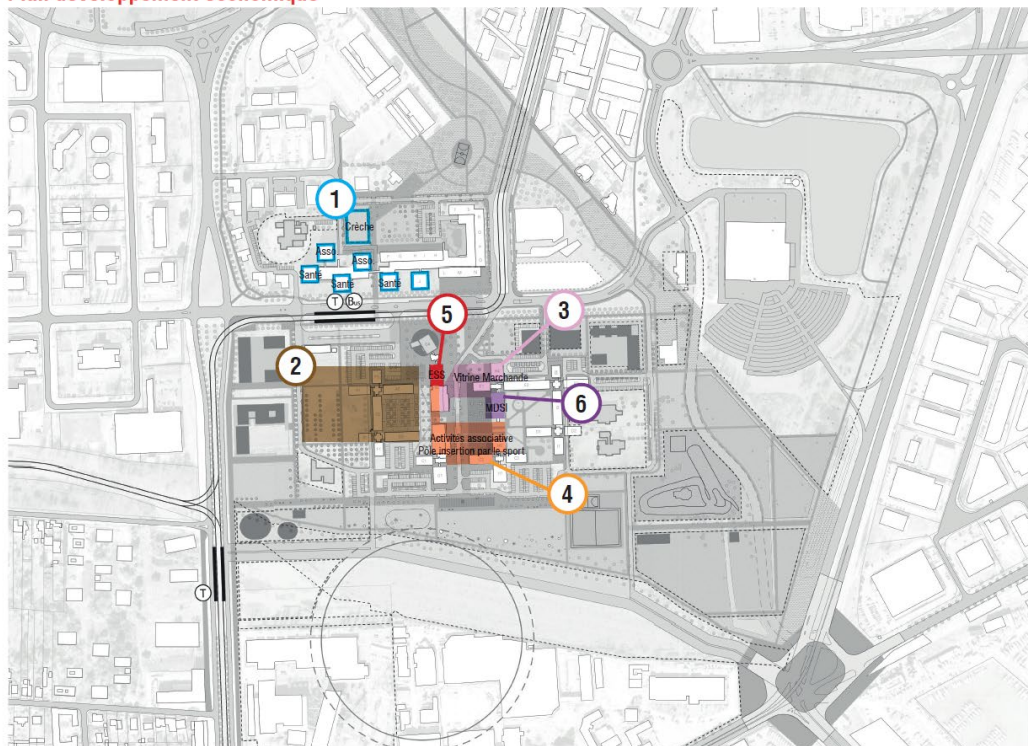 Plan développement économique
1
Crèche
Asso
Asso
Santé
Santé
Santé
T Bus
5
3
2
ESS
Vitrine Marchande
6
MDSI
Activités associative
Pôle insertion par le sport
4
T